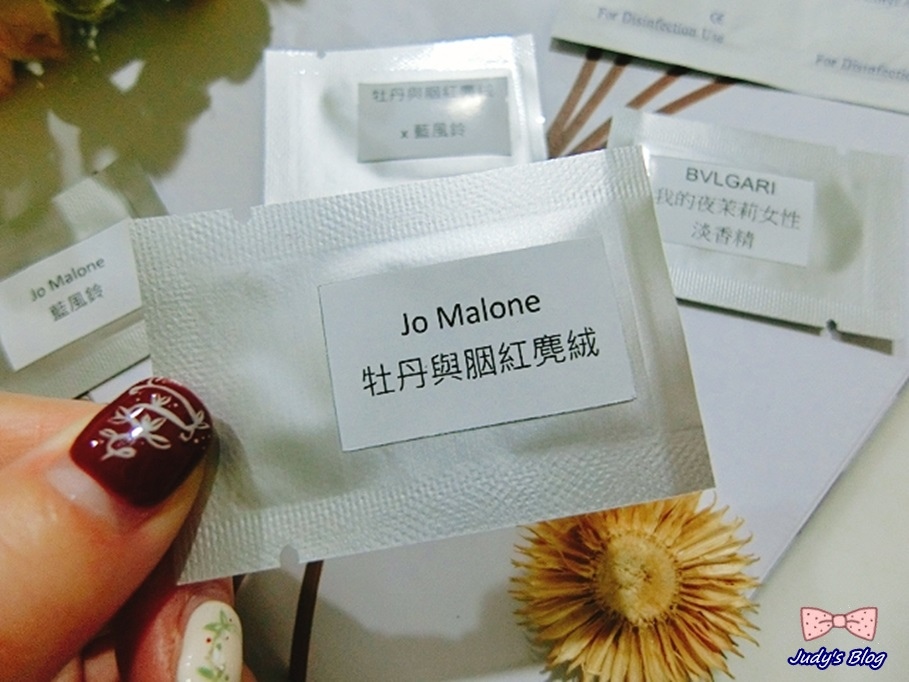 For Disinfection Use
For Disinfectio
牡丹與胭紅麂絨
x 藍風鈴
BVLGARI
我的夜茉莉女性
淡香精
Jo Malone
藍風鈴
Jo Malone
牡丹與胭紅麂絨
Judy's Blog